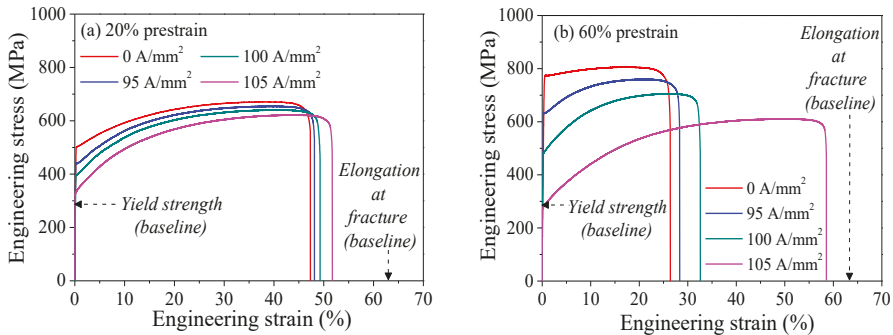 (a) 20% prestrain
0 A/mm²
100 A/mm²
95 A/mm²
105 A/mm²
Elongation
at
fracture
(baseline)
Yield strength
(baseline)
Engineering stress (MPa)
1000
800
600
400
200
0
0 10 20 30 40 50 60 70
Engineering strain (%)
(b) 60% prestrain
Elongation
at
fracture
(baseline)
0 A/mm²
95 A/mm²
100 A/mm²
105 A/mm²
Yield strength
(baseline)
Engineering stress (MPa)
1000
800
600
400
200
0
0 10 20 30 40 50 60 70
Engineering strain (%)